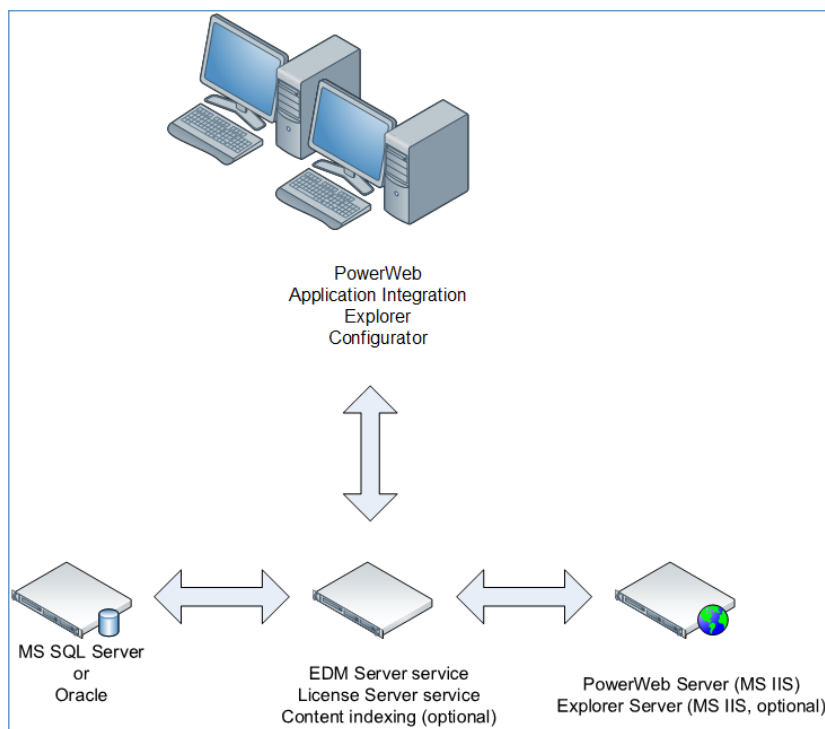 PowerWeb
Application Integration
Explorer
Configurator
MS SQL Server
or
Oracle
EDM Server service
License Server service
Content indexing (optional)
PowerWeb Server (MS IIS)
Explorer Server (MS IIS, optional)